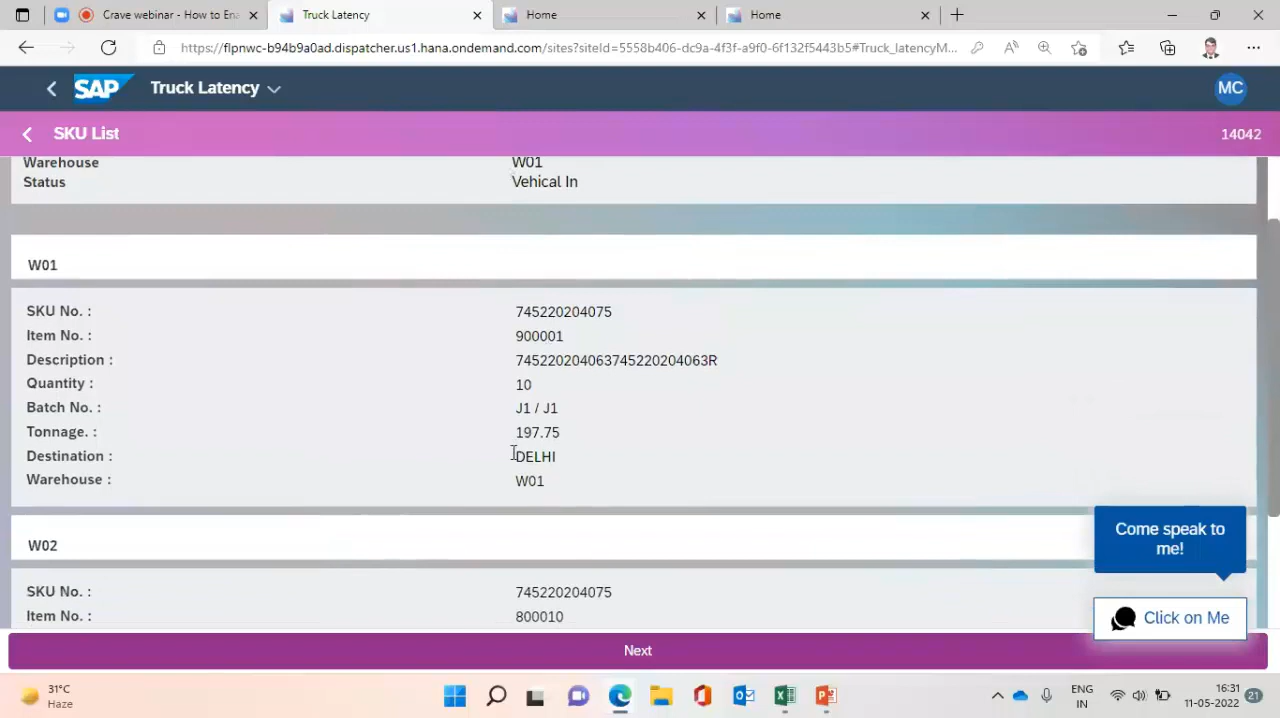 Crave webinar - How to Ena
Truck Latency
Home
Home
https://flpnwc-b94b9a0ad.dispatcher.us1.hana.ondemand.com/sites?siteId=5558b406-dc9a-4f3f-a9f0-6f132f5443b5#Truck_latencyM...
SAP Truck Latency MC
SKU List 14042
Warehouse W01
Status Vehical In
W01
SKU No. : 745220204075
Item No. : 900001
Description : 745220204063745220204063R
Quantity : 10
Batch No. : J1 / J1
Tonnage. : 197.75
Destination : DELHI
Warehouse : W01
W02
SKU No. : 745220204075
Item No. : 800010
Come speak to
me!
Click on Me
Next
31°C
Haze
ENG
IN
16:31
11-05-2022
21